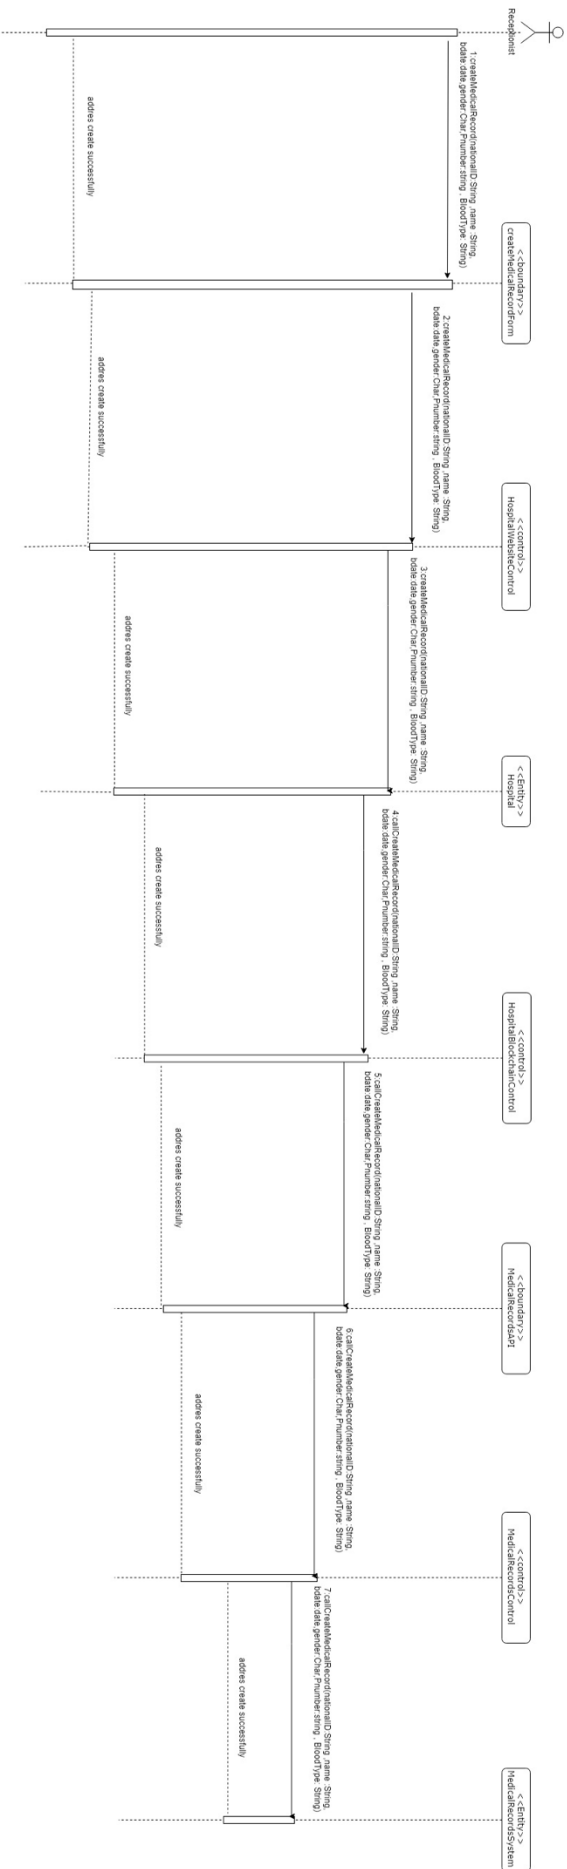 Receptionist
<<boundary>>
createMedicalRecordForm
<<control>>
HospitalWebsiteControl
<<Entity>>
Hospital
<<control>>
HospitalBlockchainControl
<<boundary>>
MedicalRecordsAPI
<<control>>
MedicalRecordsControl
<<Entity>>
MedicalRecordsSystem
1:createMedicalRecord(nationalID:String ,name :String,
bdate:date,gender:Char,Pnumber:string , BloodType: String)
2:createMedicalRecord(nationalID:String ,name :String,
bdate:date,gender:Char,Pnumber:string , BloodType: String)
3:createMedicalRecord(nationalID:String ,name :String,
bdate:date,gender:Char,Pnumber:string , BloodType: String)
4:callCreateMedicalRecord(nationalID:String ,name :String,
bdate:date,gender:Char,Pnumber:string , BloodType: String)
5:callCreateMedicalRecord(nationalID:String ,name :String,
bdate:date,gender:Char,Pnumber:string , BloodType: String)
6:callCreateMedicalRecord(nationalID:String ,name :String,
bdate:date,gender:Char,Pnumber:string , BloodType: String)
7:callCreateMedicalRecord(nationalID:String ,name :String,
bdate:date,gender:Char,Pnumber:string , BloodType: String)
addres create successfully
addres create successfully
addres create successfully
addres create successfully
addres create successfully
addres create successfully
addres create successfully